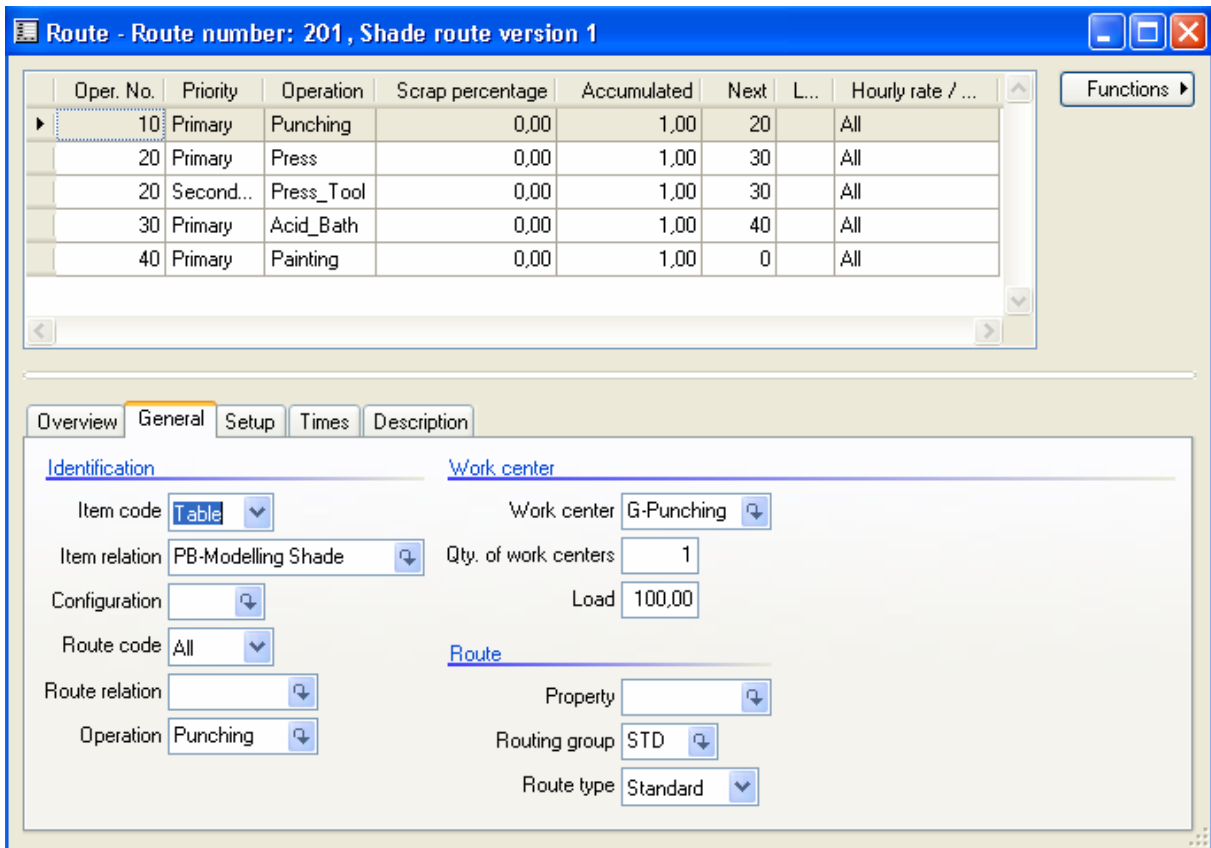 Route - Route number: 201, Shade route version 1
Oper. No. Priority Operation Scrap percentage Accumulated Next L... Hourly rate / ... Functions
10 Primary Punching 0,00 1,00 20 All
20 Primary Press 0,00 1,00 30 All
20 Second... Press_Tool 0,00 1,00 30 All
30 Primary Acid_Bath 0,00 1,00 40 All
40 Primary Painting 0,00 1,00 0 All
Overview General Setup Times Description
Identification Work center
Item code Table Work center G-Punching
Item relation PB-Modelling Shade Qty. of work centers 1
Configuration Load 100,00
Route code All Route
Route relation Property
Operation Punching Routing group STD
Route type Standard